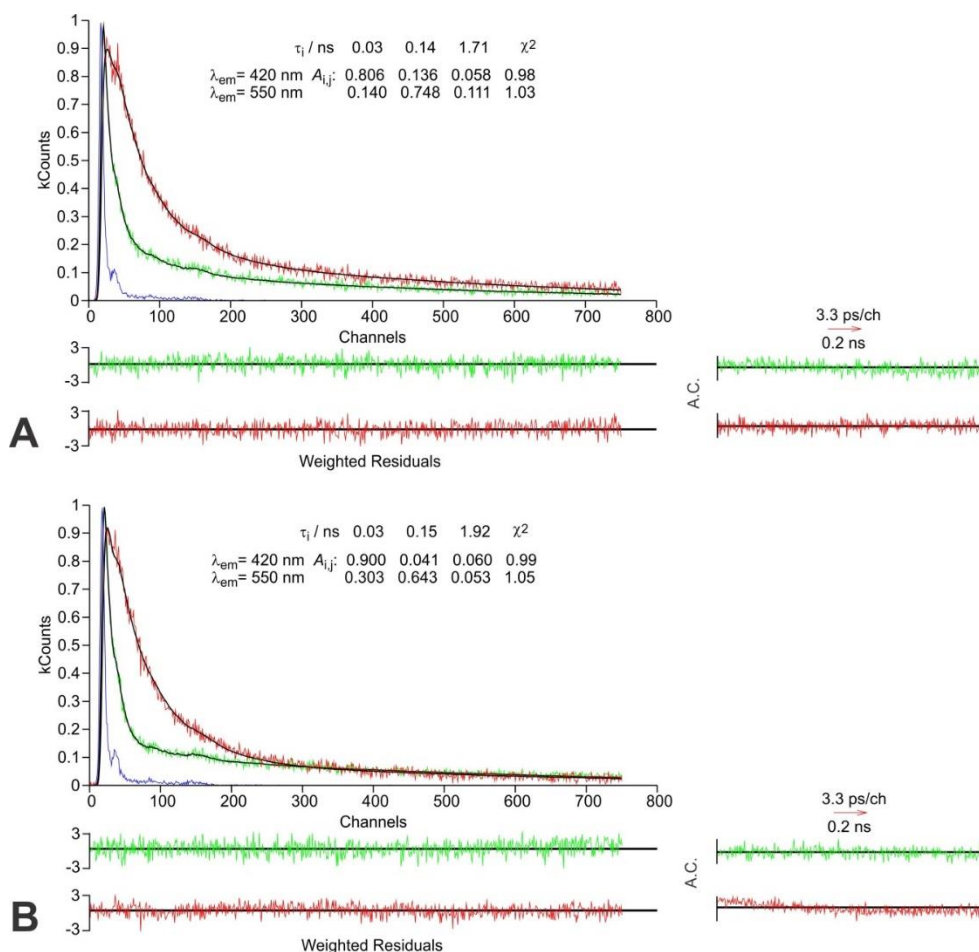 1
0.9
0.8
0.7
0.6
0.5
0.4
0.3
0.2
0.1
0
kCounts
τi / ns 0.03 0.14 1.71 χ2
λem= 420 nm Ai,j: 0.806 0.136 0.058 0.98
λem= 550 nm 0.140 0.748 0.111 1.03
0 100 200 300 400 500 600 700 800
Channels
3
-3
3
-3
Weighted Residuals
A
3.3 ps/ch
0.2 ns
A.C.
1
0.9
0.8
0.7
0.6
0.5
0.4
0.3
0.2
0.1
0
kCounts
τi / ns 0.03 0.15 1.92 χ2
λem= 420 nm Ai,j: 0.900 0.041 0.060 0.99
λem= 550 nm 0.303 0.643 0.053 1.05
0 100 200 300 400 500 600 700 800
Channels
3
-3
3
-3
Weighted Residuals
B
3.3 ps/ch
0.2 ns
A.C.